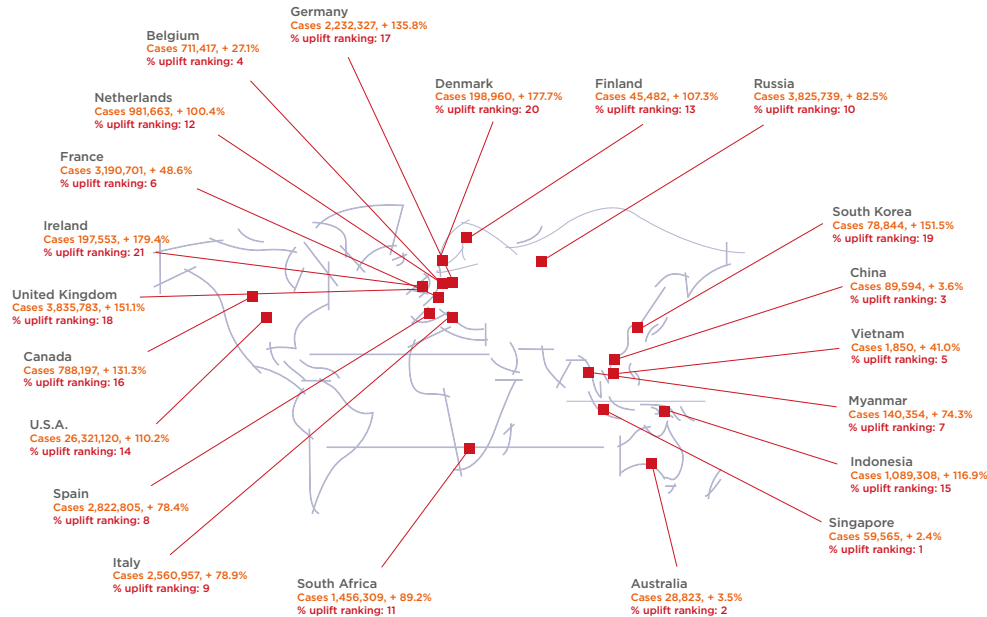 Germany
Cases 2,232,327, + 135.8%
% uplift ranking: 17
Belgium
Cases 711,417, + 27.1%
% uplift ranking: 4
Denmark
Cases 198,960, + 177.7%
% uplift ranking: 20
Finland
Cases 45,482, + 107.3%
% uplift ranking: 13
Russia
Cases 3,825,739, + 82.5%
% uplift ranking: 10
Netherlands
Cases 981,663, + 100.4%
% uplift ranking: 12
France
Cases 3,190,701, + 48.6%
% uplift ranking: 6
Ireland
Cases 197,553, + 179.4%
% uplift ranking: 21
South Korea
Cases 78,844, + 151.5%
% uplift ranking: 19
China
Cases 89,594, + 3.6%
% uplift ranking: 3
United Kingdom
Cases 3,835,783, + 151.1%
% uplift ranking: 18
Vietnam
Cases 1,850, + 41.0%
% uplift ranking: 5
Canada
Cases 788,197, + 131.3%
% uplift ranking: 16
Myanmar
Cases 140,354, + 74.3%
% uplift ranking: 7
U.S.A.
Cases 26,321,120, + 110.2%
% uplift ranking: 14
Indonesia
Cases 1,089,308, + 116.9%
% uplift ranking: 15
Spain
Cases 2,822,805, + 78.4%
% uplift ranking: 8
Singapore
Cases 59,565, + 2.4%
% uplift ranking: 1
Italy
Cases 2,560,957, + 78.9%
% uplift ranking: 9
South Africa
Cases 1,456,309, + 89.2%
% uplift ranking: 11
Australia
Cases 28,823, + 3.5%
% uplift ranking: 2